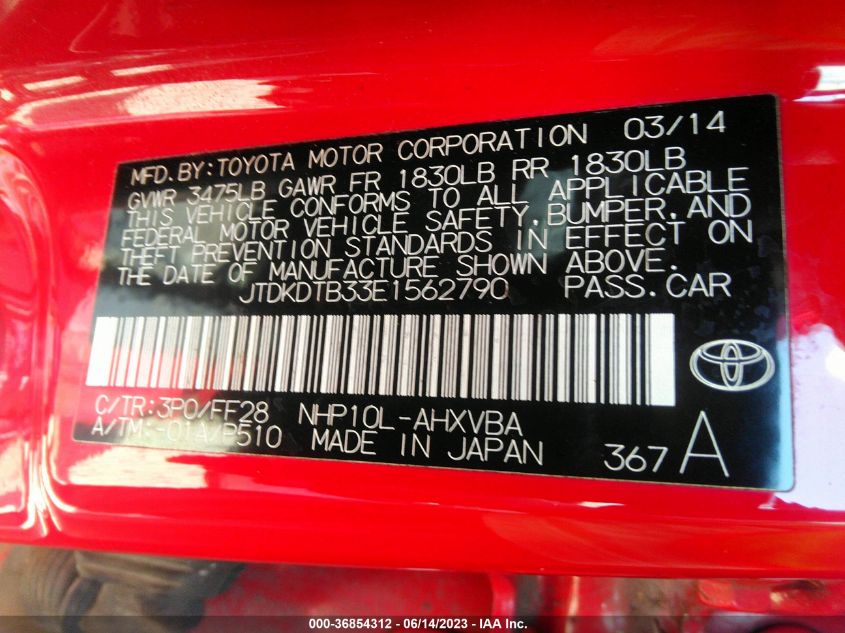 MFD.BY:TOYOTA MOTOR CORPORATION 03/14
GVWR 3475LB GAWR FR 1830LB RR 1830LB
THIS VEHICLE CONFORMS TO ALL APPLICABLE
FEDERAL MOTOR VEHICLE SAFETY,BUMPER,AND
THEFT PREVENTION STANDARDS IN EFFECT ON
THE DATE OF MANUFACTURE SHOWN ABOVE.
JTDKDTB33E1562790 PASS.CAR
C/TR:3P0/FF28 NHP10L-AHXVBA
A/TM:-01A/P510 MADE IN JAPAN 367 A
000-36854312 - 06/14/2023 - IAA Inc.